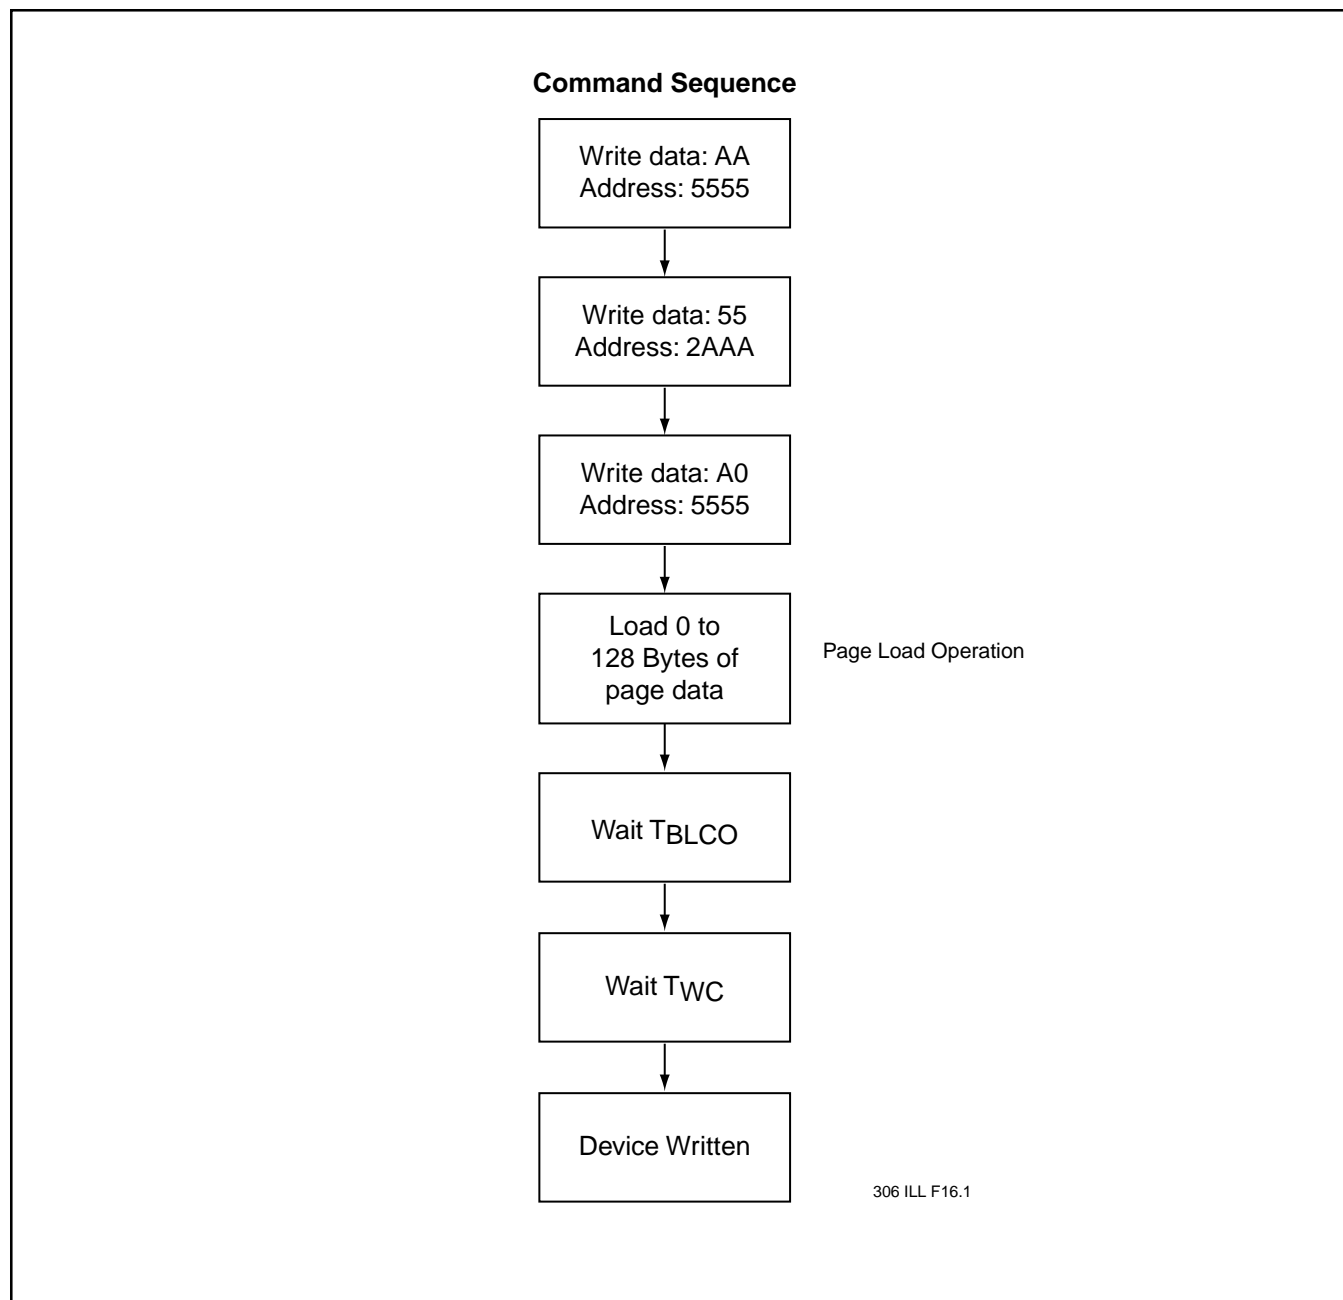 Command Sequence
Write data: AA
Address: 5555
Write data: 55
Address: 2AAA
Write data: A0
Address: 5555
Load 0 to
128 Bytes of
page data
Page Load Operation
Wait TBLCO
Wait TWC
Device Written
306 ILL F16.1